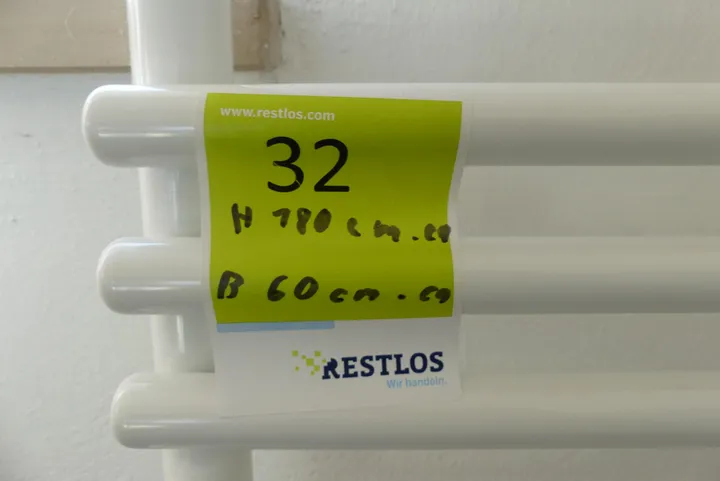 www.restlos.com
32
H 180 cm.ca
B 60 cm.ca
RESTLOS
Wir handeln.